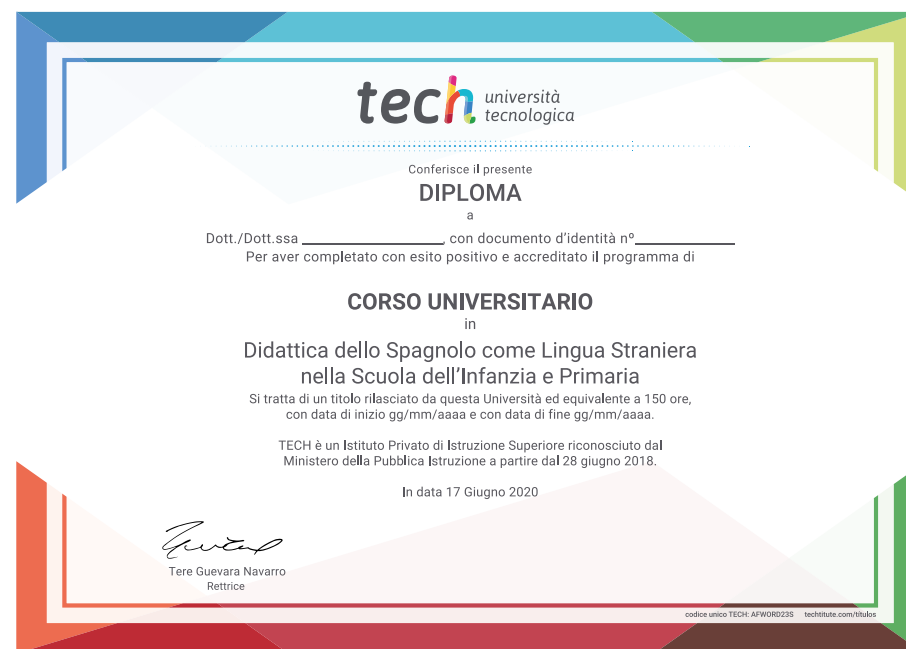 tech università
tecnologica
Conferisce il presente
DIPLOMA
a
Dott./Dott.ssa ____________________, con documento d'identità nº______________
Per aver completato con esito positivo e accreditato il programma di
CORSO UNIVERSITARIO
in
Didattica dello Spagnolo come Lingua Straniera
nella Scuola dell'Infanzia e Primaria
Si tratta di un titolo rilasciato da questa Università ed equivalente a 150 ore,
con data di inizio gg/mm/aaaa e con data di fine gg/mm/aaaa.
TECH è un Istituto Privato di Istruzione Superiore riconosciuto dal
Ministero della Pubblica Istruzione a partire dal 28 giugno 2018.
In data 17 Giugno 2020
Tere Guevara Navarro
Rettrice
codice unico TECH: AFWORD23S techtitute.com/titulos